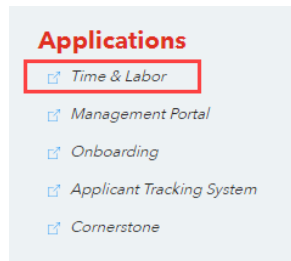 Applications
Time & Labor
Management Portal
Onboarding
Applicant Tracking System
Cornerstone